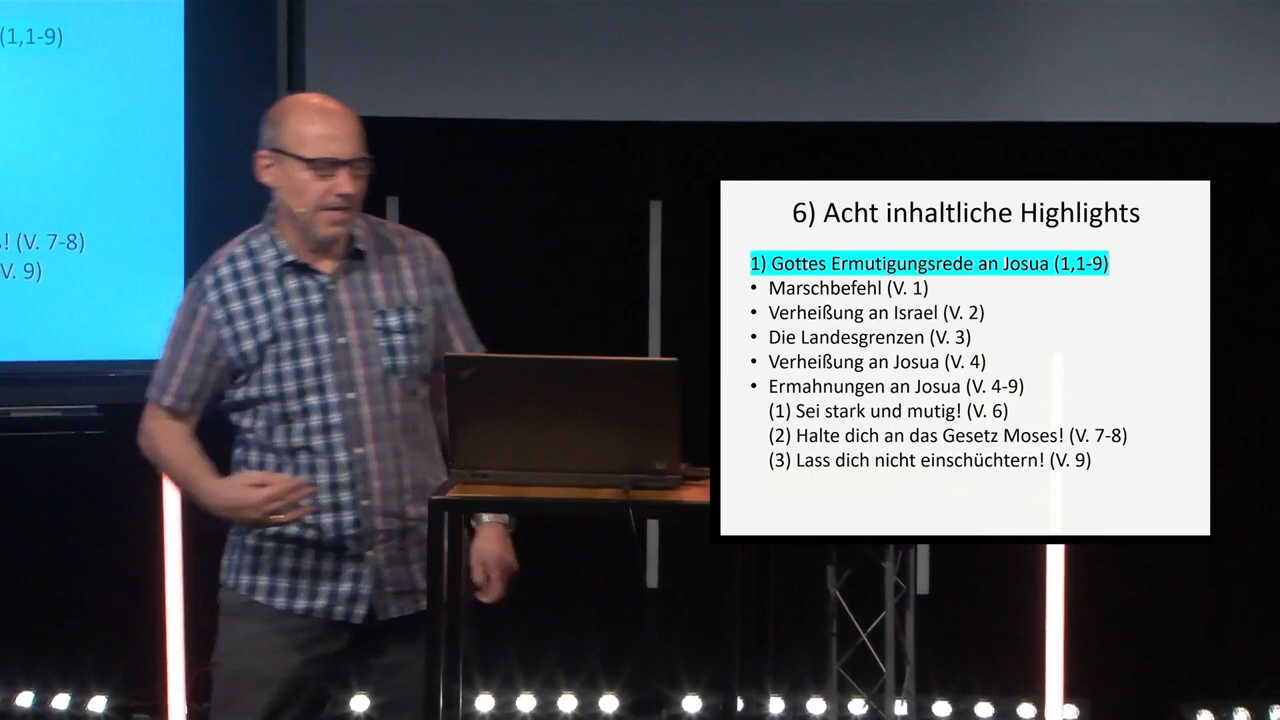 (1,1-9)
! (V. 7-8)
V. 9)
6) Acht inhaltliche Highlights
1) Gottes Ermutigungsrede an Josua (1,1-9)
• Marschbefehl (V. 1)
• Verheißung an Israel (V. 2)
• Die Landesgrenzen (V. 3)
• Verheißung an Josua (V. 4)
• Ermahnungen an Josua (V. 4-9)
(1) Sei stark und mutig! (V. 6)
(2) Halte dich an das Gesetz Moses! (V. 7-8)
(3) Lass dich nicht einschüchtern! (V. 9)